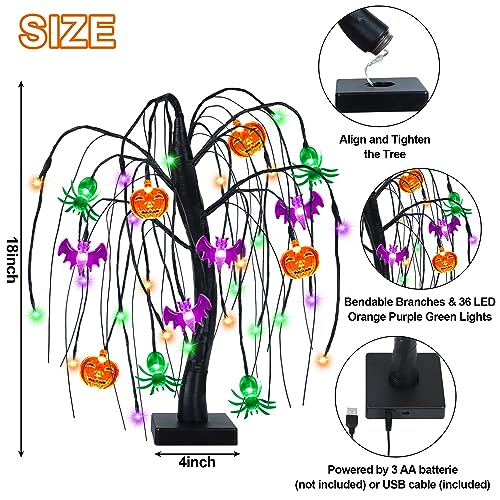 SIZE
Align and Tighten
the Tree
18inch
Bendable Branches & 36 LED
Orange Purple Green Lights
4inch
Powered by 3 AA batterie
(not included) or USB cable (included)